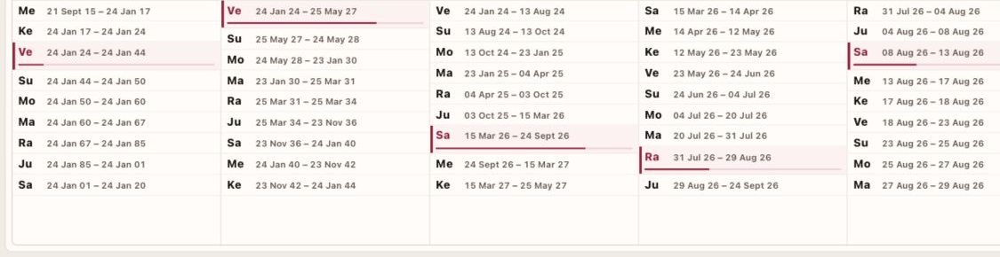 Me 21 Sept 15 – 24 Jan 17
Ke 24 Jan 17 – 24 Jan 24
Ve 24 Jan 24 – 24 Jan 44
Su 24 Jan 44 – 24 Jan 50
Mo 24 Jan 50 – 24 Jan 60
Ma 24 Jan 60 – 24 Jan 67
Ra 24 Jan 67 – 24 Jan 85
Ju 24 Jan 85 – 24 Jan 01
Sa 24 Jan 01 – 24 Jan 20
Ve 24 Jan 24 – 25 May 27
Su 25 May 27 – 24 May 28
Mo 24 May 28 – 23 Jan 30
Ma 23 Jan 30 – 25 Mar 31
Ra 25 Mar 31 – 25 Mar 34
Ju 25 Mar 34 – 23 Nov 36
Sa 23 Nov 36 – 24 Jan 40
Me 24 Jan 40 – 23 Nov 42
Ke 23 Nov 42 – 24 Jan 44
Ve 24 Jan 24 – 13 Aug 24
Su 13 Aug 24 – 13 Oct 24
Mo 13 Oct 24 – 23 Jan 25
Ma 23 Jan 25 – 04 Apr 25
Ra 04 Apr 25 – 03 Oct 25
Ju 03 Oct 25 – 15 Mar 26
Sa 15 Mar 26 – 24 Sept 26
Me 24 Sept 26 – 15 Mar 27
Ke 15 Mar 27 – 25 May 27
Sa 15 Mar 26 – 14 Apr 26
Me 14 Apr 26 – 12 May 26
Ke 12 May 26 – 23 May 26
Ve 23 May 26 – 24 Jun 26
Su 24 Jun 26 – 04 Jul 26
Mo 04 Jul 26 – 20 Jul 26
Ma 20 Jul 26 – 31 Jul 26
Ra 31 Jul 26 – 29 Aug 26
Ju 29 Aug 26 – 24 Sept 26
Ra 31 Jul 26 – 04 Aug 26
Ju 04 Aug 26 – 08 Aug 26
Sa 08 Aug 26 – 13 Aug 26
Me 13 Aug 26 – 17 Aug 26
Ke 17 Aug 26 – 18 Aug 26
Ve 18 Aug 26 – 23 Aug 26
Su 23 Aug 26 – 25 Aug 26
Mo 25 Aug 26 – 27 Aug 26
Ma 27 Aug 26 – 29 Aug 26